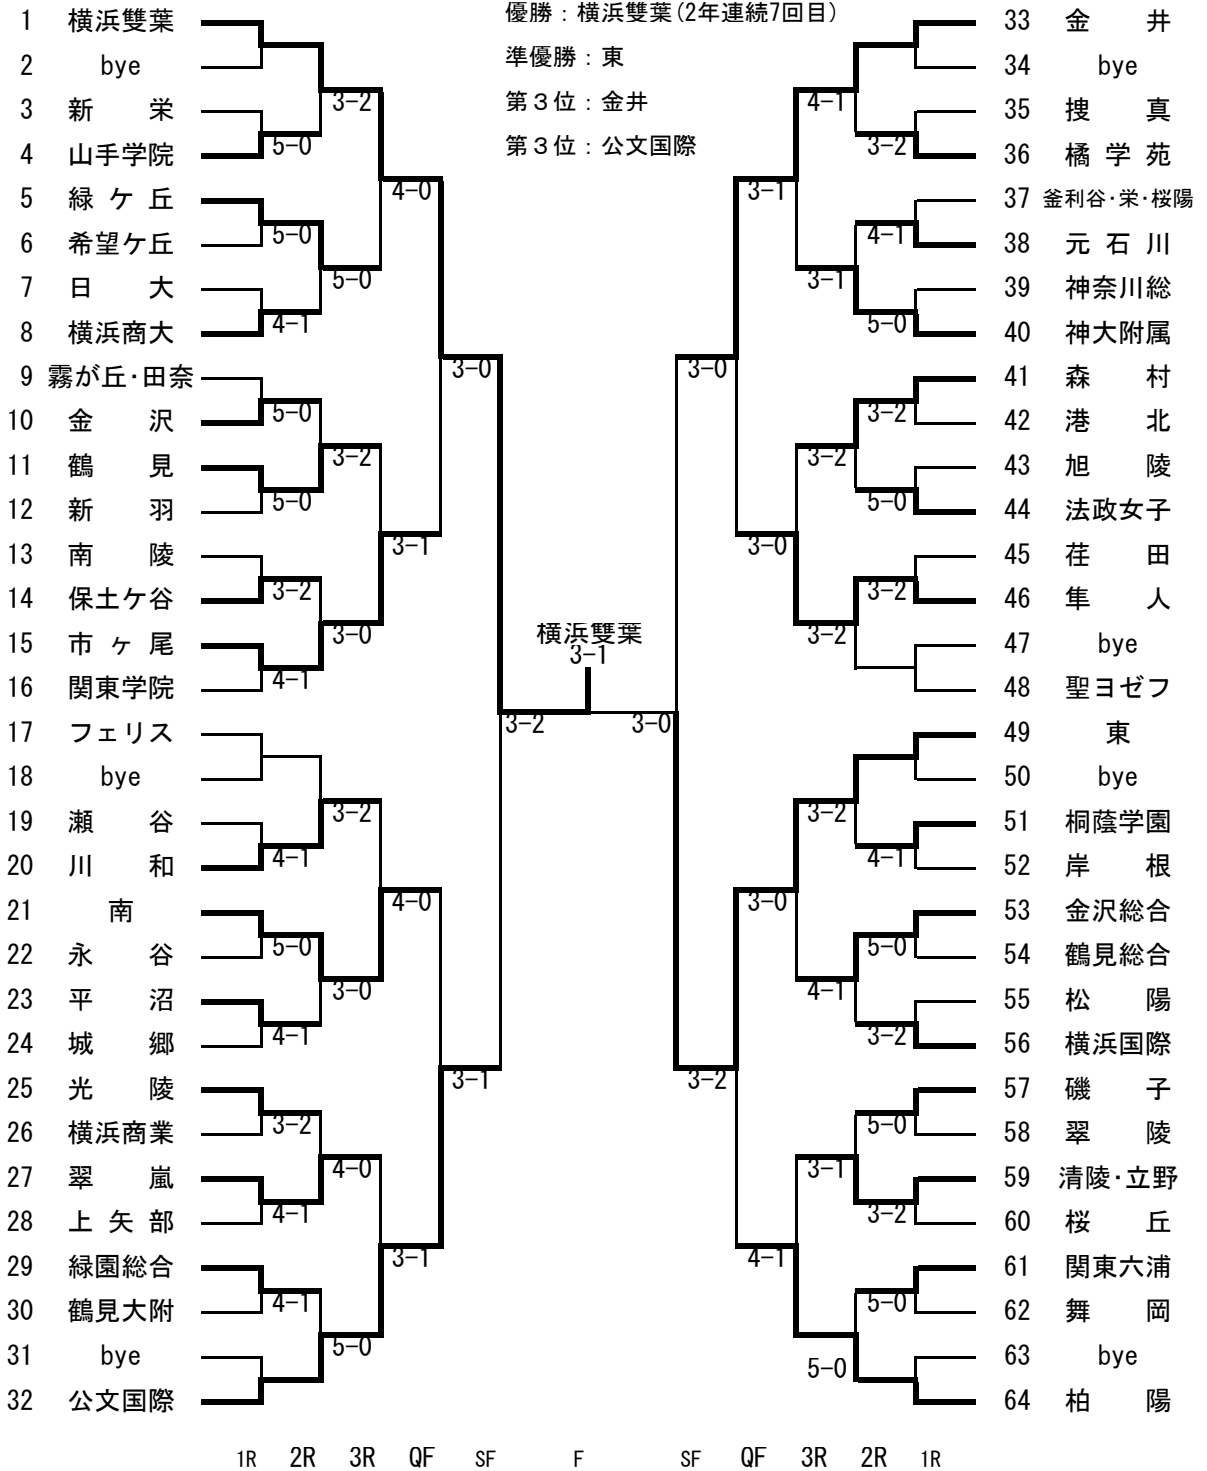 優勝：横浜雙葉(2年連続7回目)
準優勝：東
第３位：金井
第３位：公文国際
1 横浜雙葉
2 bye
3 新 栄
4 山手学院
5 緑ケ丘
6 希望ケ丘
7 日 大
8 横浜商大
9 霧が丘・田奈
10 金 沢
11 鶴 見
12 新 羽
13 南 陵
14 保土ケ谷
15 市ヶ尾
16 関東学院
17 フェリス
18 bye
19 瀬 谷
20 川 和
21 南
22 永 谷
23 平 沼
24 城 郷
25 光 陵
26 横浜商業
27 翠 嵐
28 上矢部
29 緑園総合
30 鶴見大附
31 bye
32 公文国際
5-0
5-0
4-1
5-0
5-0
3-2
4-1
4-1
5-0
4-1
3-2
4-1
4-1
3-2
5-0
3-2
3-0
3-2
3-0
4-0
5-0
4-0
3-1
4-0
3-1
3-0
3-1
3-2
横浜雙葉
3-1
3-0
3-0
3-2
3-1
3-0
3-0
4-1
4-1
3-1
3-2
3-2
3-2
4-1
3-1
5-0
3-2
4-1
5-0
3-2
5-0
3-2
4-1
5-0
3-2
5-0
3-2
5-0
33 金 井
34 bye
35 捜 真
36 橘学苑
37 釜利谷・栄・桜陽
38 元石川
39 神奈川総
40 神大附属
41 森 村
42 港 北
43 旭 陵
44 法政女子
45 荏 田
46 隼 人
47 bye
48 聖ヨゼフ
49 東
50 bye
51 桐蔭学園
52 岸 根
53 金沢総合
54 鶴見総合
55 松 陽
56 横浜国際
57 磯 子
58 翠 陵
59 清陵・立野
60 桜 丘
61 関東六浦
62 舞 岡
63 bye
64 柏 陽
1R 2R 3R QF SF F SF QF 3R 2R 1R